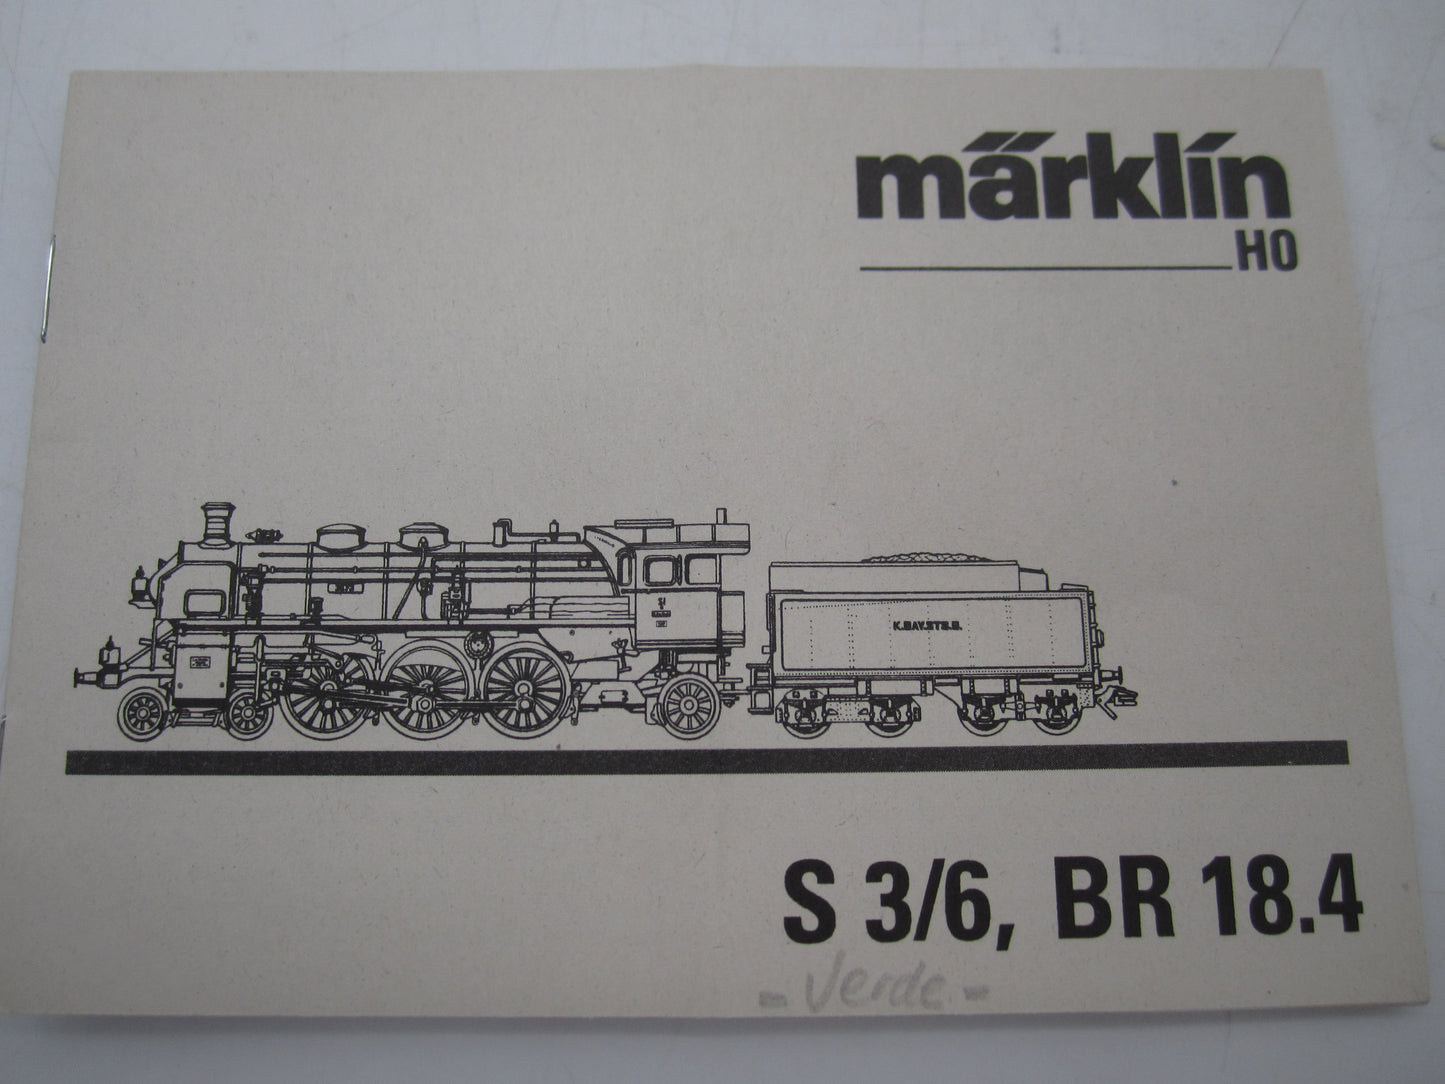 märklin
HO
K.BAY.STS.B.
S 3/6, BR 18.4
- Verde -